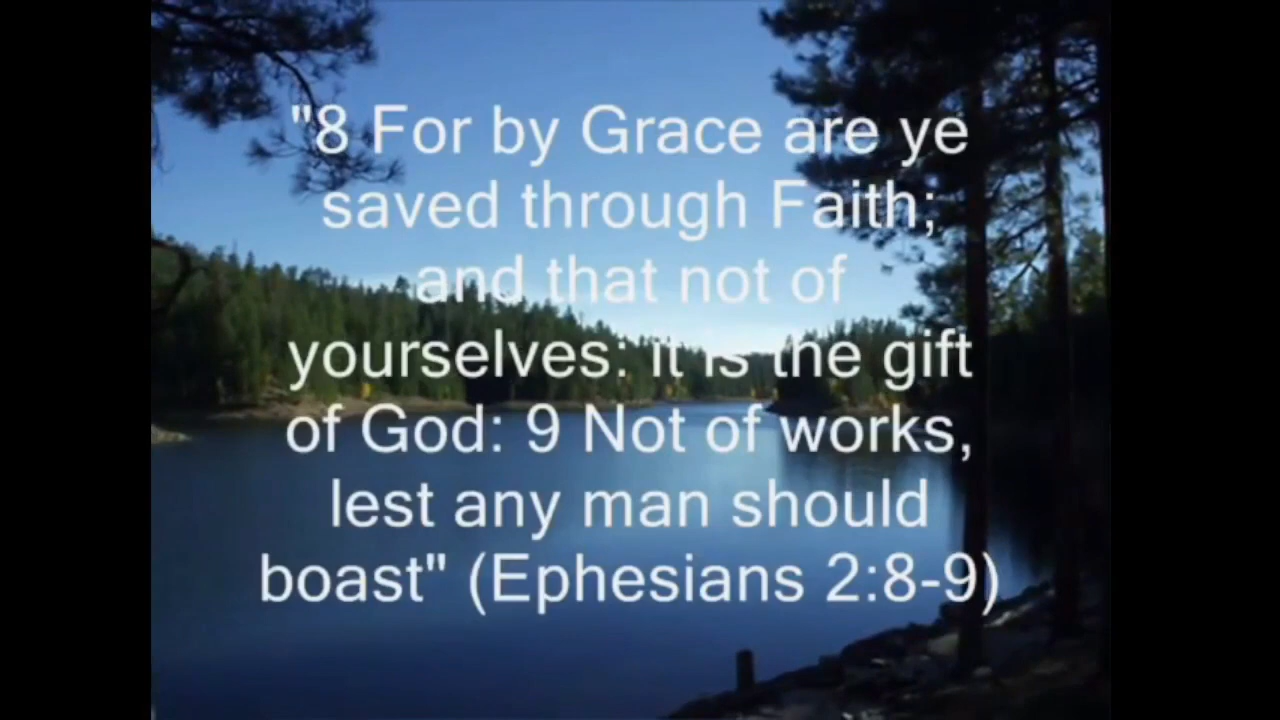 "8 For by Grace are ye
saved through Faith;
and that not of
yourselves: it is the gift
of God: 9 Not of works,
lest any man should
boast" (Ephesians 2:8-9)